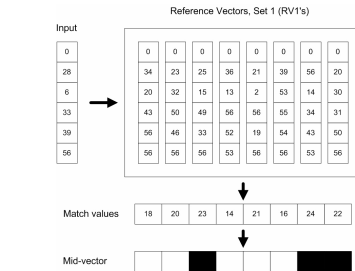 Reference Vectors, Set 1 (RV1's)
Input
0 0 0 0 0 0 0 0 0
28 34 23 25 36 21 39 56 20
6 20 32 15 13 2 53 14 30
33 43 50 49 56 56 55 34 31
39 56 46 33 52 19 54 43 50
56 56 56 56 53 56 56 53 56
Match values 18 20 23 14 21 16 24 22
Mid-vector